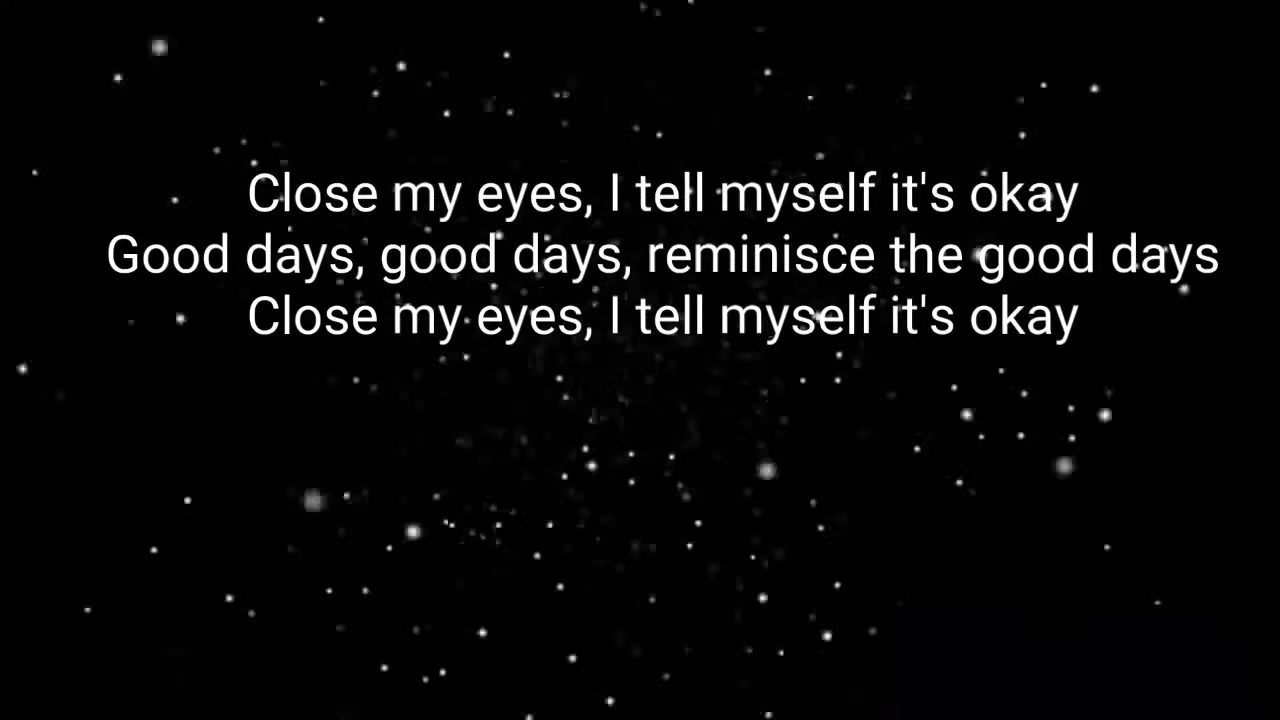 Close my eyes, I tell myself it's okay
Good days, good days, reminisce the good days
Close my eyes, I tell myself it's okay